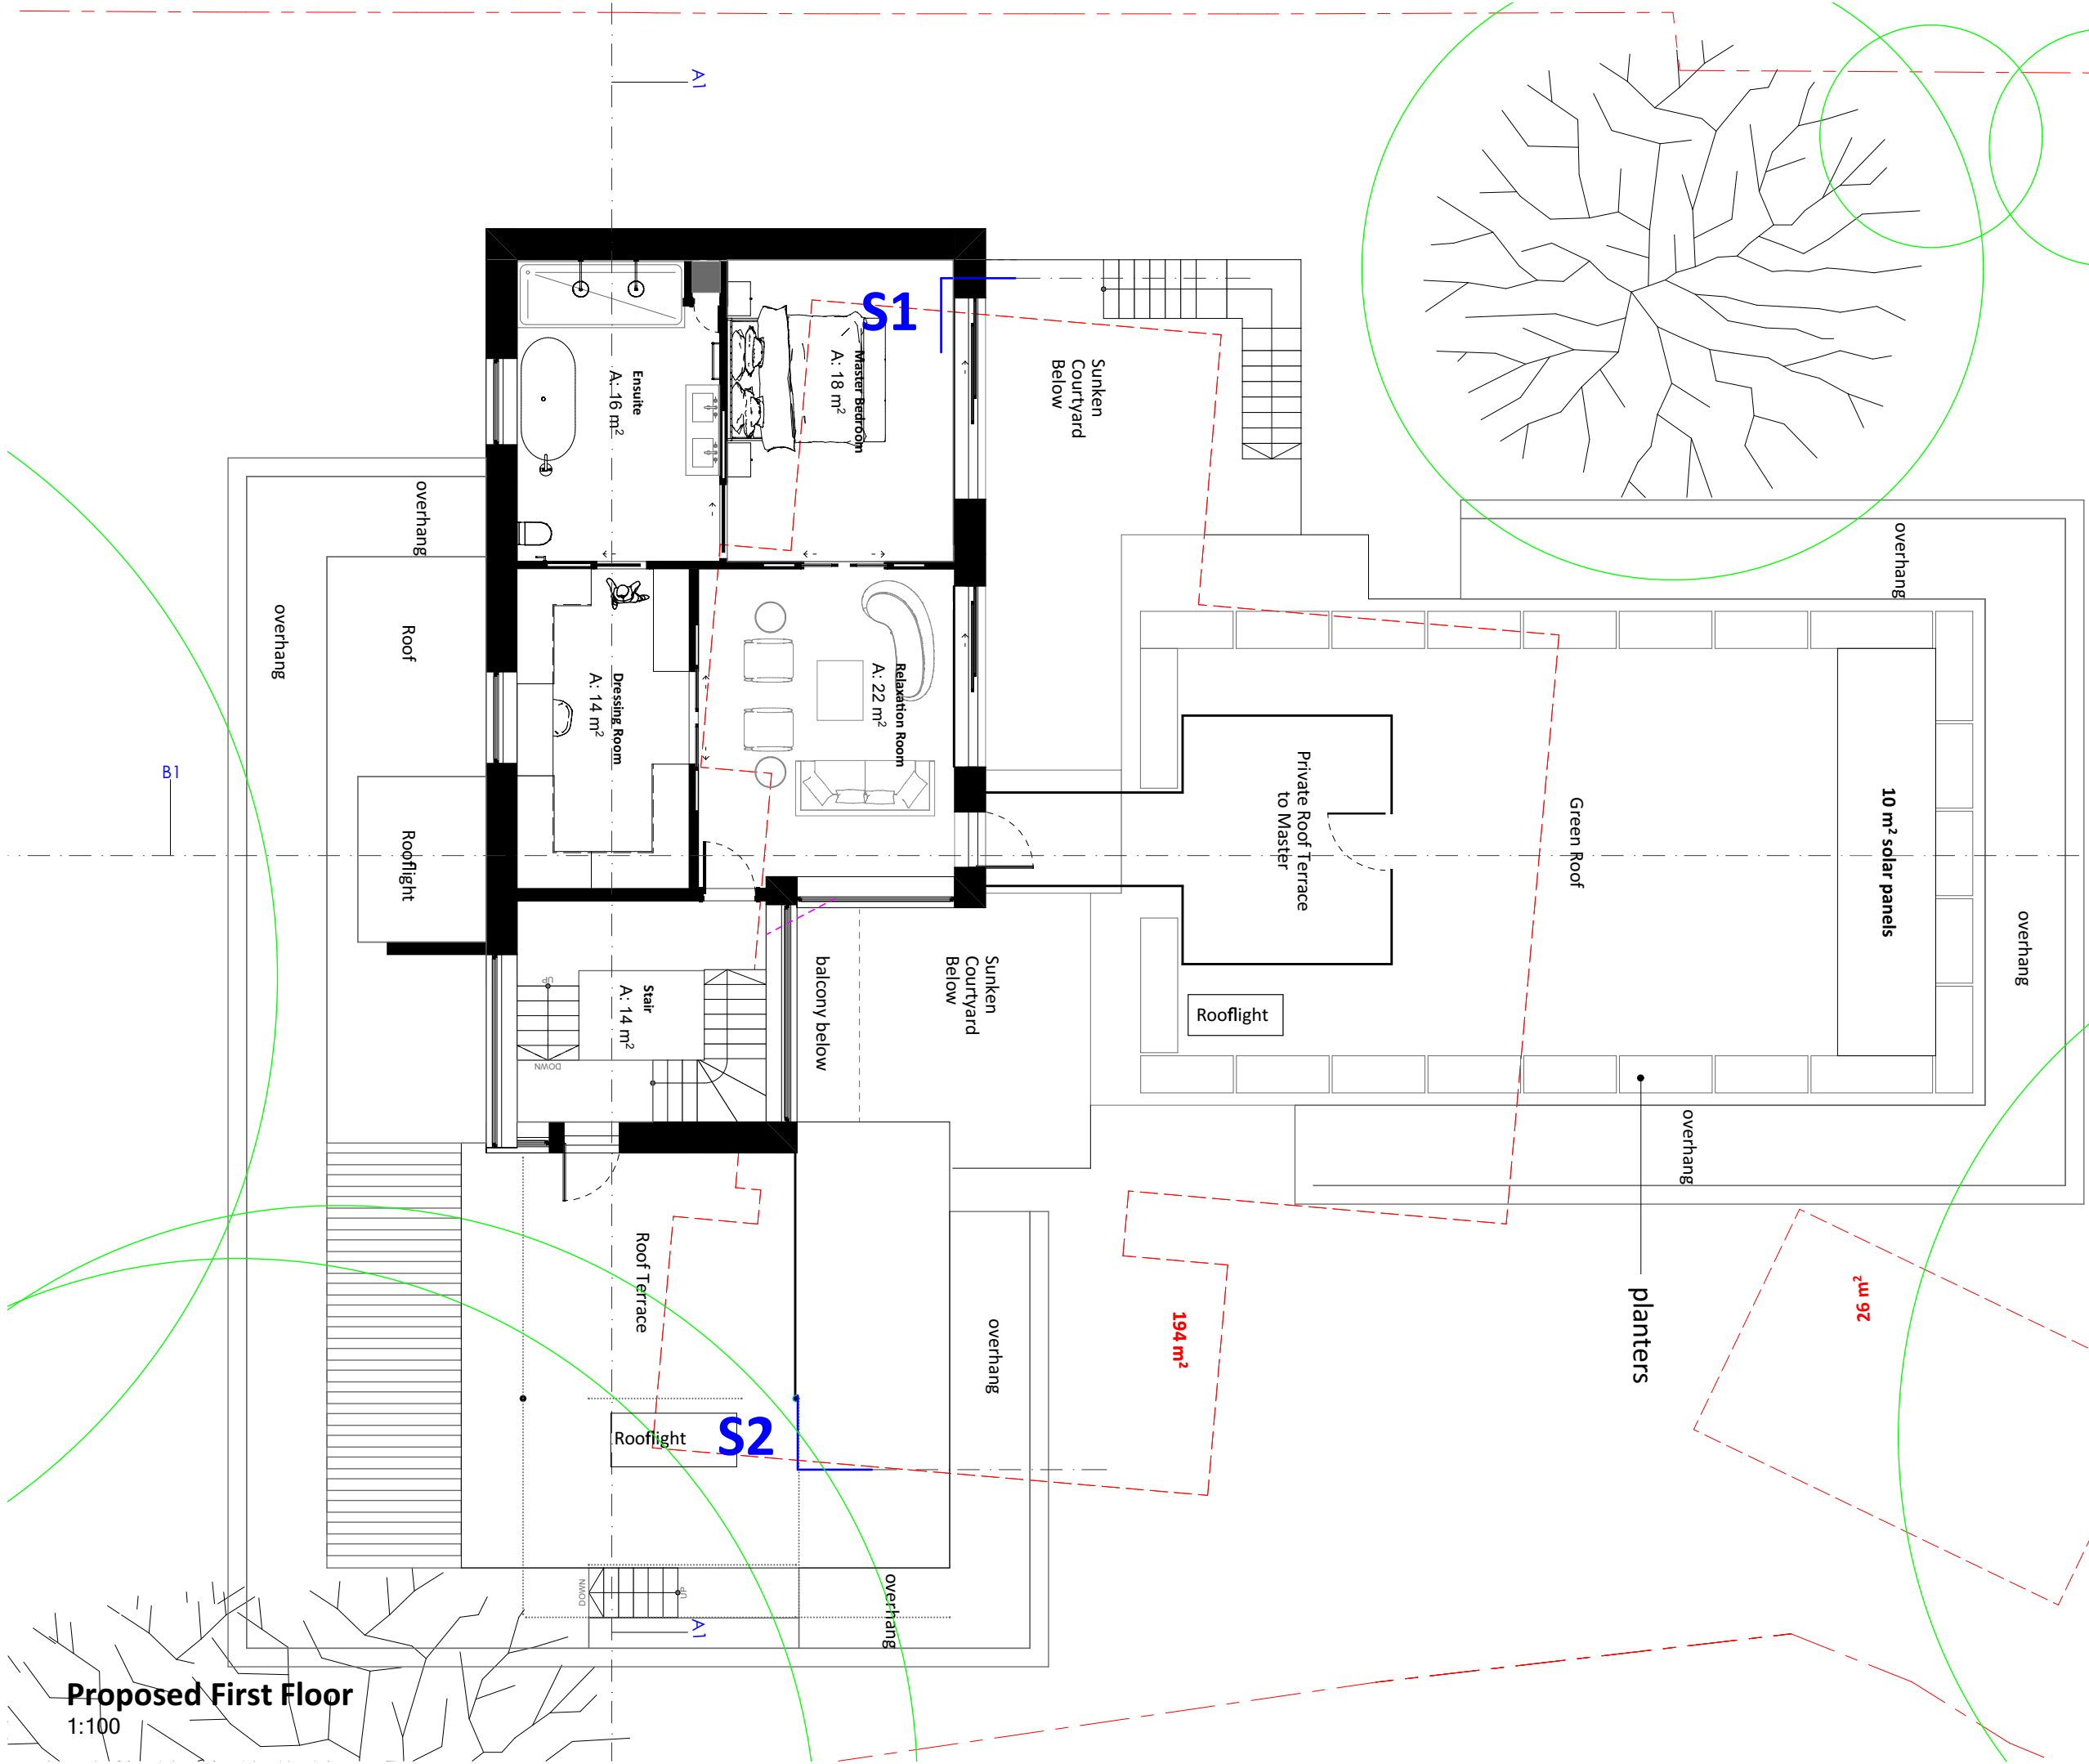 A1
S1
Sunken
Courtyard
Below
Master Bedroom
A: 18 m²
Ensuite
A: 16 m²
overhang
overhang
overhang
Roof
Relaxation Room
A: 22 m²
Dressing Room
A: 14 m²
B1
Private Roof Terrace
to Master
Green Roof
10 m² solar panels
Rooflight
overhang
Sunken
Courtyard
Below
balcony below
UP
Stair
A: 14 m²
DOWN
Rooflight
overhang
Roof Terrace
planters
26 m²
194 m²
overhang
Rooflight
S2
DOWN
UP
overhang
A1
Proposed First Floor
1:100